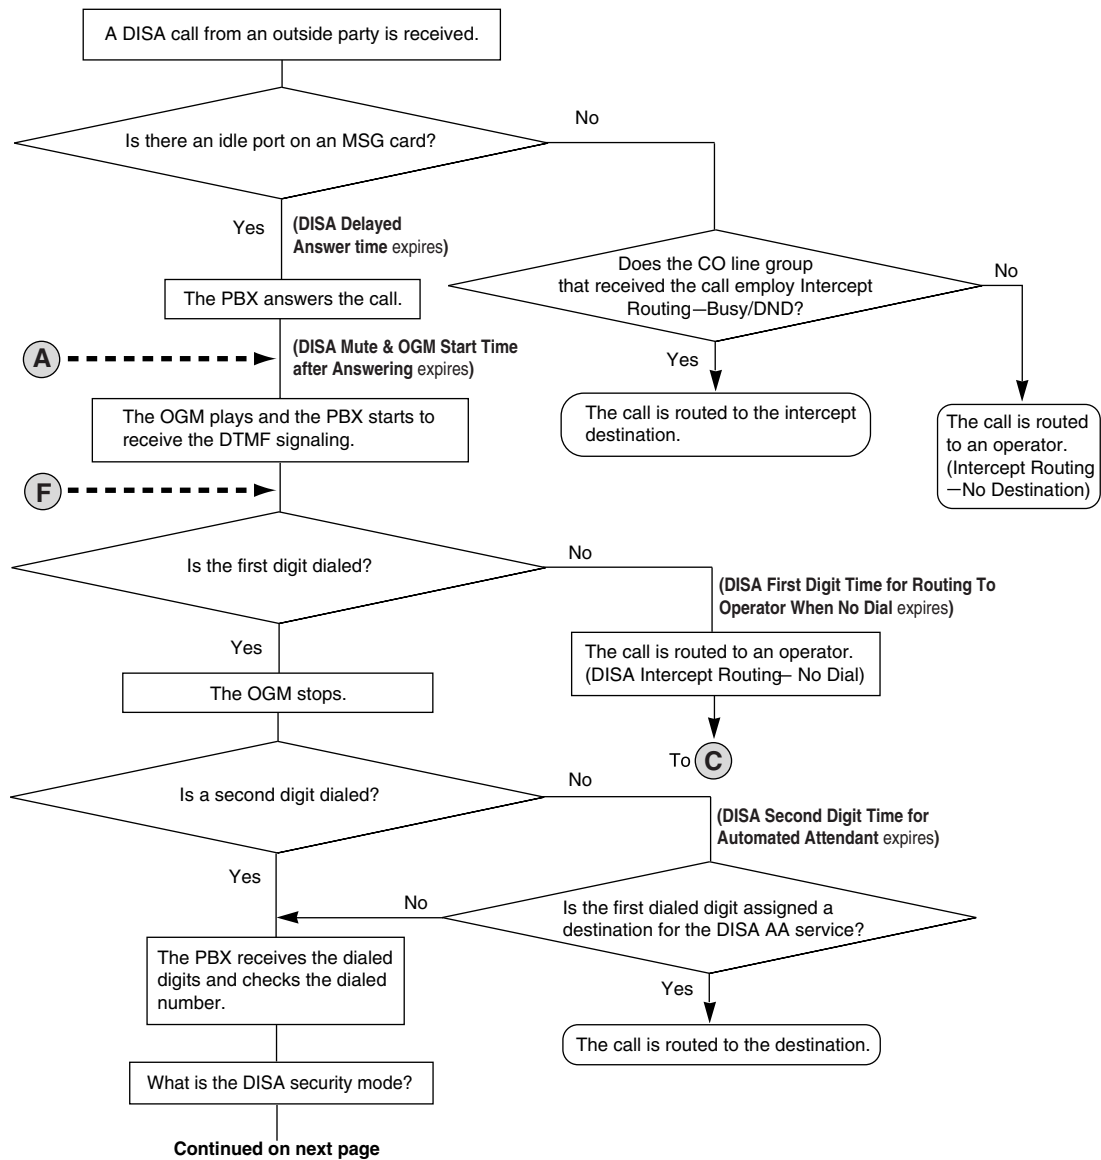 A DISA call from an outside party is received.
Is there an idle port on an MSG card?
No
Yes
(DISA Delayed
Answer time expires)
Does the CO line group
that received the call employ Intercept
Routing—Busy/DND?
No
The PBX answers the call.
A
(DISA Mute & OGM Start Time
after Answering expires)
Yes
The OGM plays and the PBX starts to
receive the DTMF signaling.
The call is routed to the intercept
destination.
The call is routed
to an operator.
(Intercept Routing
—No Destination)
F
Is the first digit dialed?
No
(DISA First Digit Time for Routing To
Operator When No Dial expires)
Yes
The call is routed to an operator.
(DISA Intercept Routing— No Dial)
The OGM stops.
To C
Is a second digit dialed?
No
(DISA Second Digit Time for
Automated Attendant expires)
Yes
No
Is the first dialed digit assigned a
destination for the DISA AA service?
The PBX receives the dialed
digits and checks the dialed
number.
Yes
The call is routed to the destination.
What is the DISA security mode?
Continued on next page